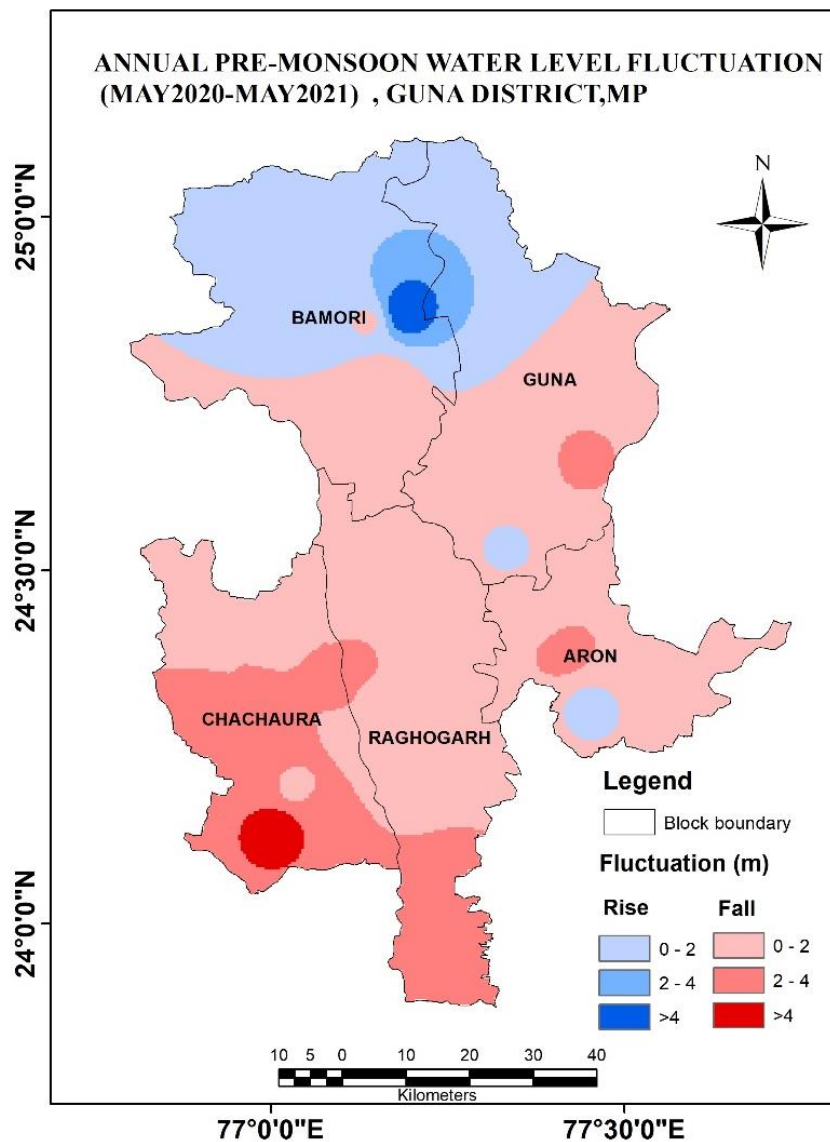 ANNUAL PRE-MONSOON WATER LEVEL FLUCTUATION
(MAY2020-MAY2021) , GUNA DISTRICT,MP
N
25°0'0"N
24°30'0"N
24°0'0"N
BAMORI
GUNA
ARON
CHACHAURA
RAGHOGARH
Legend
Block boundary
Fluctuation (m)
Rise Fall
0 - 2 0 - 2
2 - 4 2 - 4
>4 >4
10 5 0 10 20 30 40
Kilometers
77°0'0"E 77°30'0"E